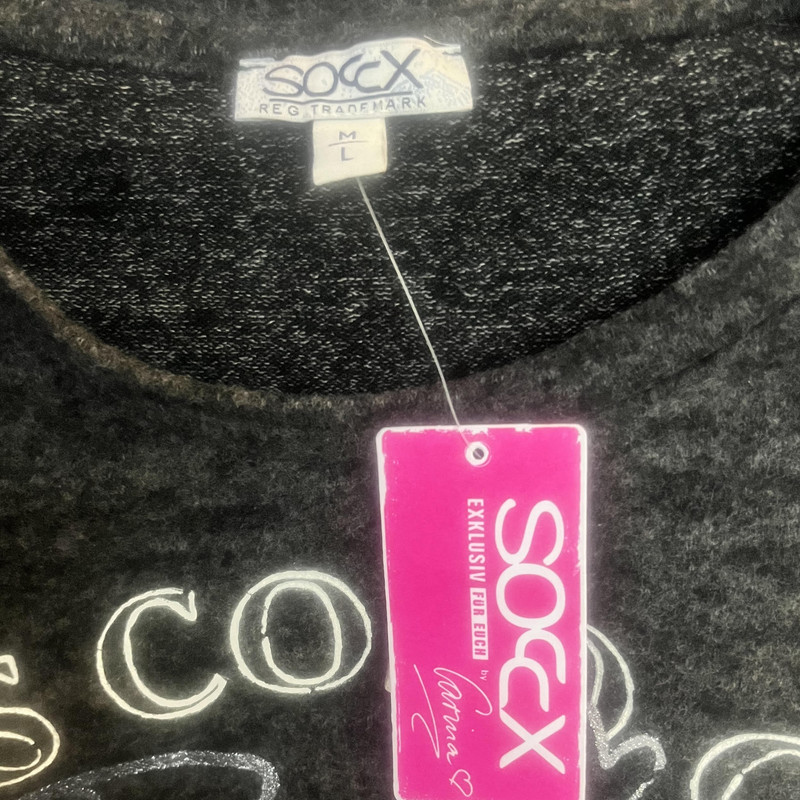 SOCCX
REG TRADEMARK
M
L
SOCCX
EXKLUSIV FÜR EUCH
by
Carina
CO